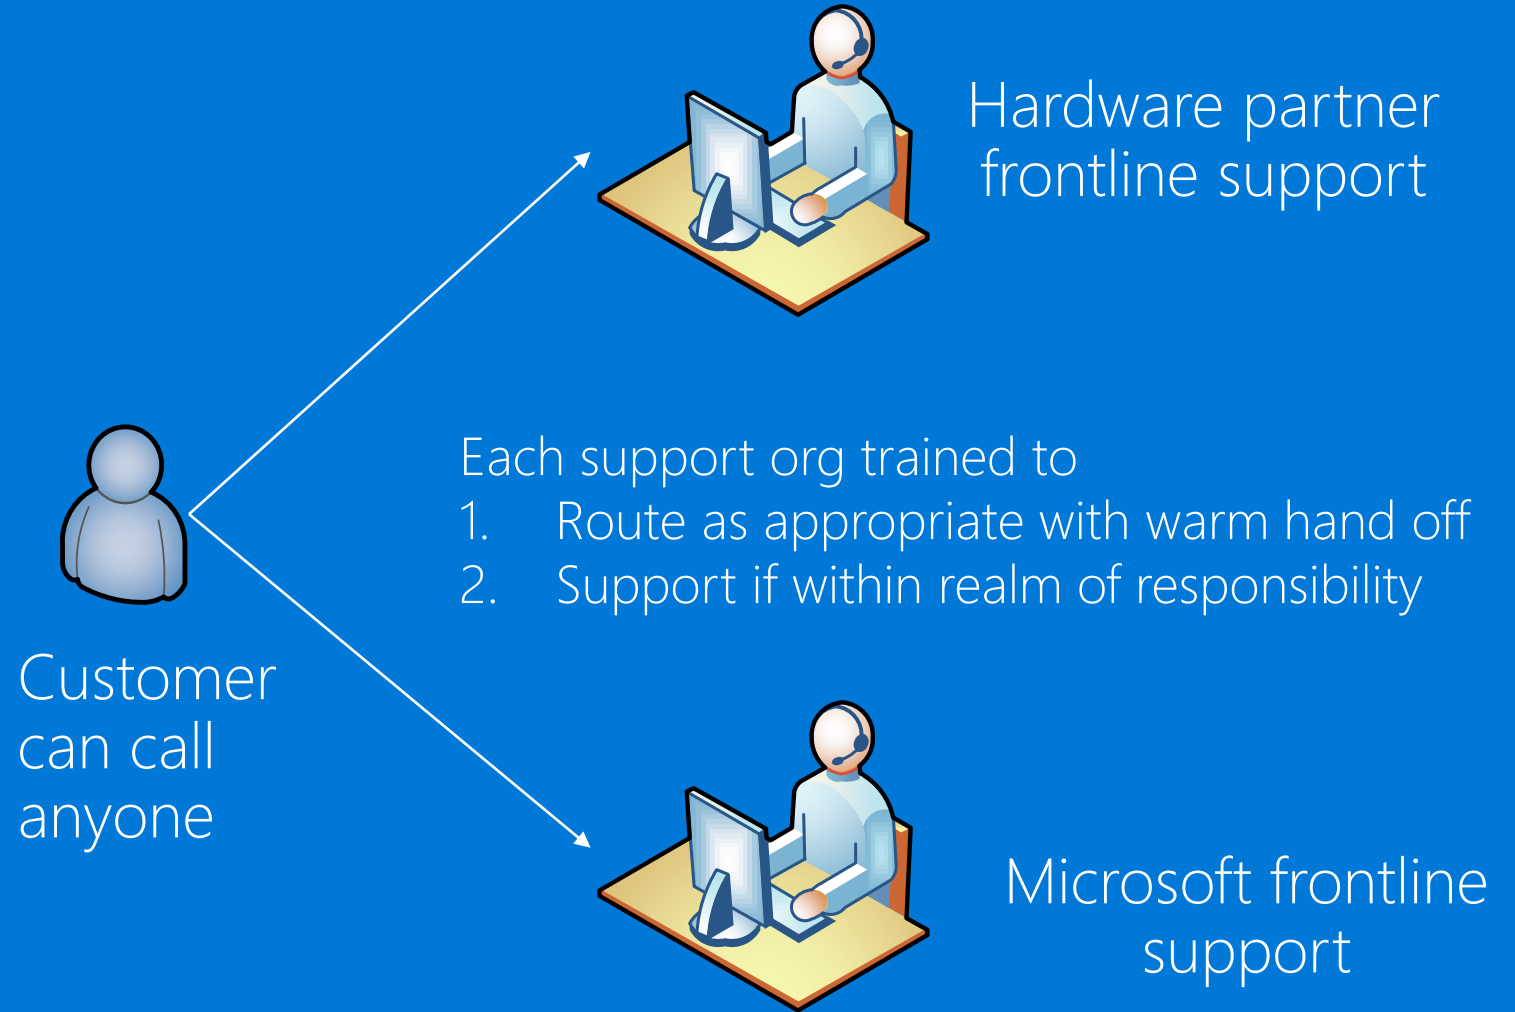 Hardware partner
frontline support
Each support org trained to
1. Route as appropriate with warm hand off
2. Support if within realm of responsibility
Customer
can call
anyone
Microsoft frontline
support